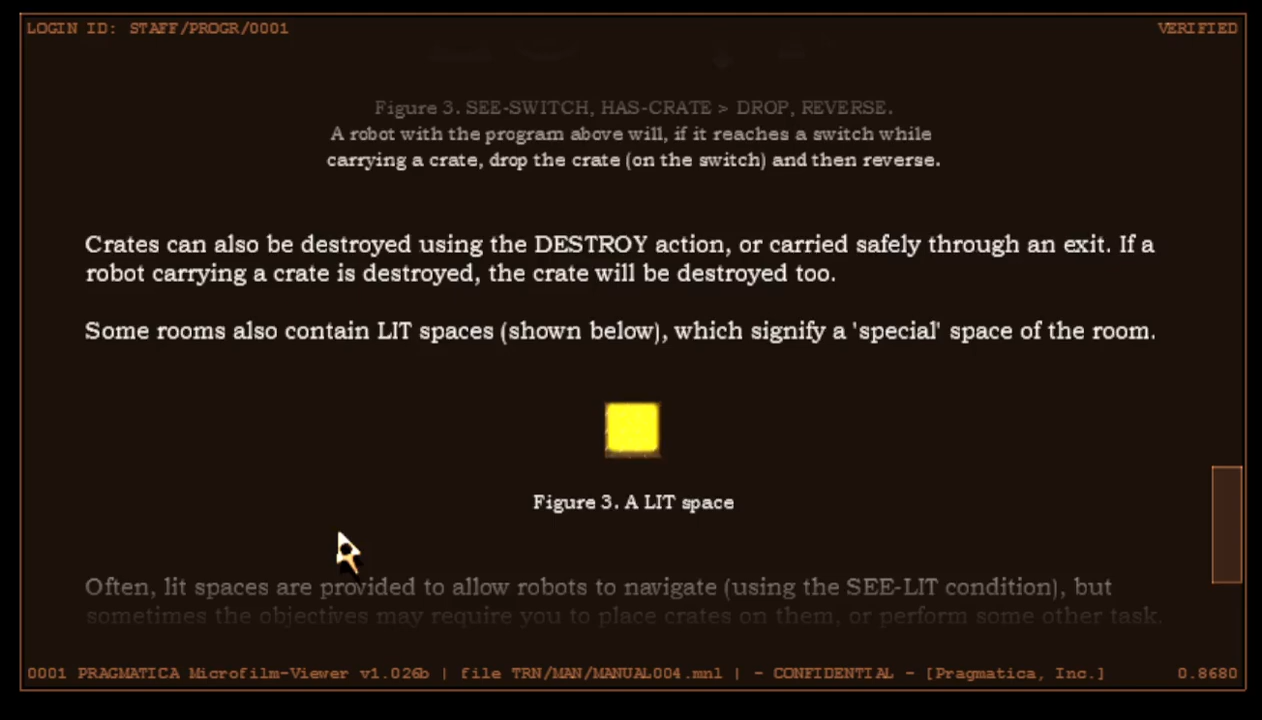 LOGIN ID: STAFF/PROGR/0001
VERIFIED
Figure 3. SEE-SWITCH, HAS-CRATE > DROP, REVERSE.
A robot with the program above will, if it reaches a switch while
carrying a crate, drop the crate (on the switch) and then reverse.
Crates can also be destroyed using the DESTROY action, or carried safely through an exit. If a
robot carrying a crate is destroyed, the crate will be destroyed too.
Some rooms also contain LIT spaces (shown below), which signify a 'special' space of the room.
Figure 3. A LIT space
Often, lit spaces are provided to allow robots to navigate (using the SEE-LIT condition), but
sometimes the objectives may require you to place crates on them, or perform some other task.
0001 PRAGMATICA Microfilm-Viewer v1.026b | file TRN/MAN/MANUAL004.mnl | - CONFIDENTIAL - [Pragmatica, Inc.]
0.8680